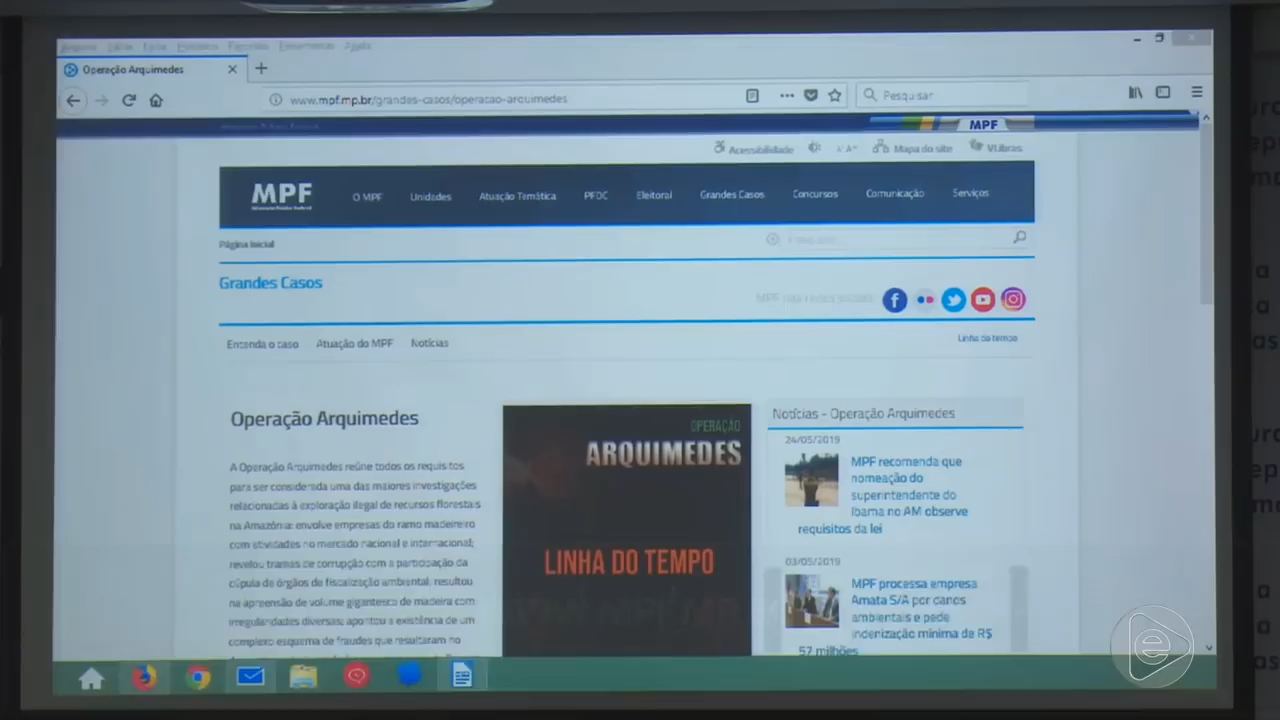 Operação Arquimedes
www.mpf.mp.br/grandes-casos/operacao-arquimedes
Pesquisar
MPF
Acessibilidade
Mapa do site
VLibras
MPF
O MPF
Unidades
Atuação Temática
PFDC
Eleitoral
Grandes Casos
Concursos
Comunicação
Serviços
Página Inicial
Grandes Casos
MPF nas redes sociais
Entenda o caso
Atuação do MPF
Notícias
Linha do tempo
Operação Arquimedes
A Operação Arquimedes reúne todos os requisitos
para ser considerada uma das maiores investigações
relacionadas à exploração ilegal de recursos florestais
na Amazônia: envolve empresas do ramo madeireiro
com atividades no mercado nacional e internacional;
revelou tramas de corrupção com a participação da
cúpula de órgãos de fiscalização ambiental; resultou
na apreensão de volume gigantesco de madeira com
irregularidades diversas; apontou a existência de um
complexo esquema de fraudes que resultaram no
OPERAÇÃO
ARQUIMEDES
LINHA DO TEMPO
Notícias - Operação Arquimedes
24/05/2019
MPF recomenda que
nomeação do
superintendente do
Ibama no AM observe
requisitos da lei
03/05/2019
MPF processa empresa
Amata S/A por danos
ambientais e pede
indenização mínima de R$
57 milhões
e